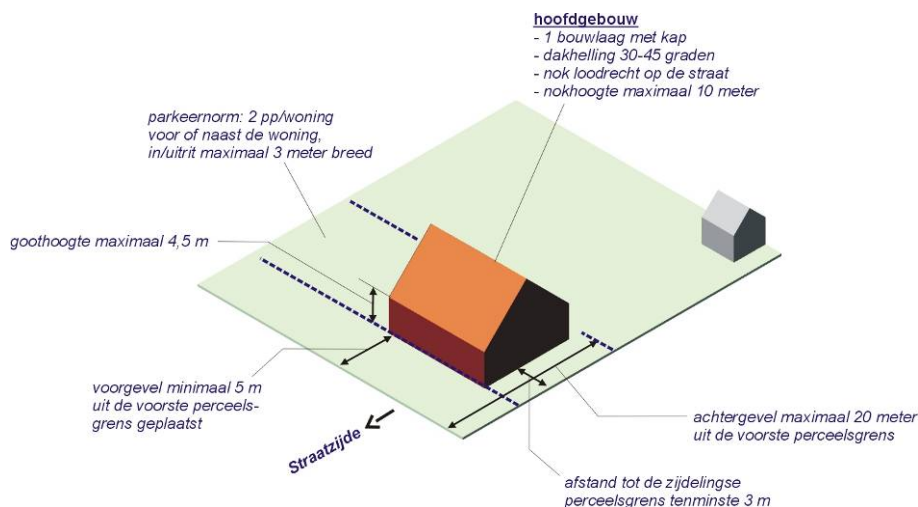 hoofdgebouw
- 1 bouwlaag met kap
- dakhelling 30-45 graden
- nok loodrecht op de straat
- nokhoogte maximaal 10 meter
parkeernorm: 2 pp/woning
voor of naast de woning,
in/uitrit maximaal 3 meter breed
goothoogte maximaal 4,5 m
voorgevel minimaal 5 m
uit de voorste perceels-
grens geplaatst
Straatzijde
achtergevel maximaal 20 meter
uit de voorste perceelsgrens
afstand tot de zijdelingse
perceelsgrens tenminste 3 m